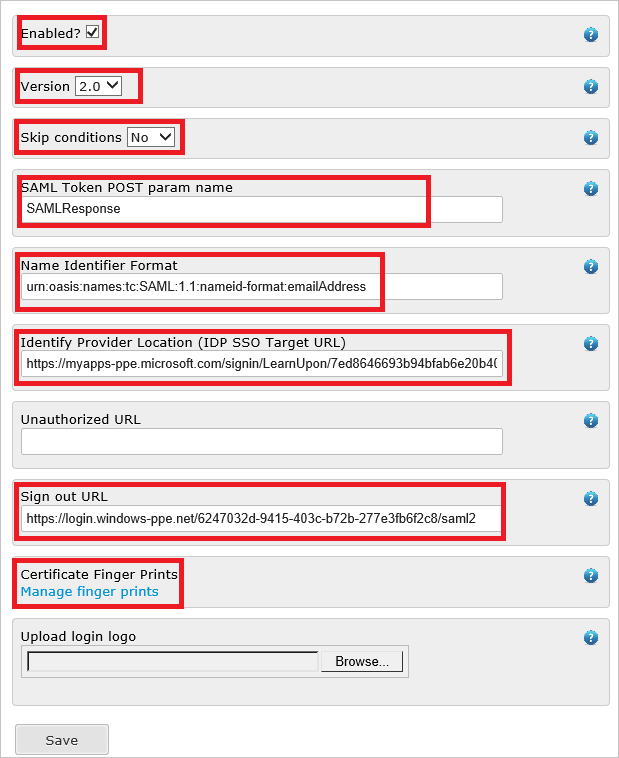 Enabled?
Version 2.0
Skip conditions No
SAML Token POST param name
SAMLResponse
Name Identifier Format
urn:oasis:names:tc:SAML:1.1:nameid-format:emailAddress
Identify Provider Location (IDP SSO Target URL)
https://myapps-ppe.microsoft.com/signin/LearnUpon/7ed8646693b94bfab6e20b40
Unauthorized URL
Sign out URL
https://login.windows-ppe.net/6247032d-9415-403c-b72b-277e3fb6f2c8/saml2
Certificate Finger Prints
Manage finger prints
Upload login logo
Browse...
Save